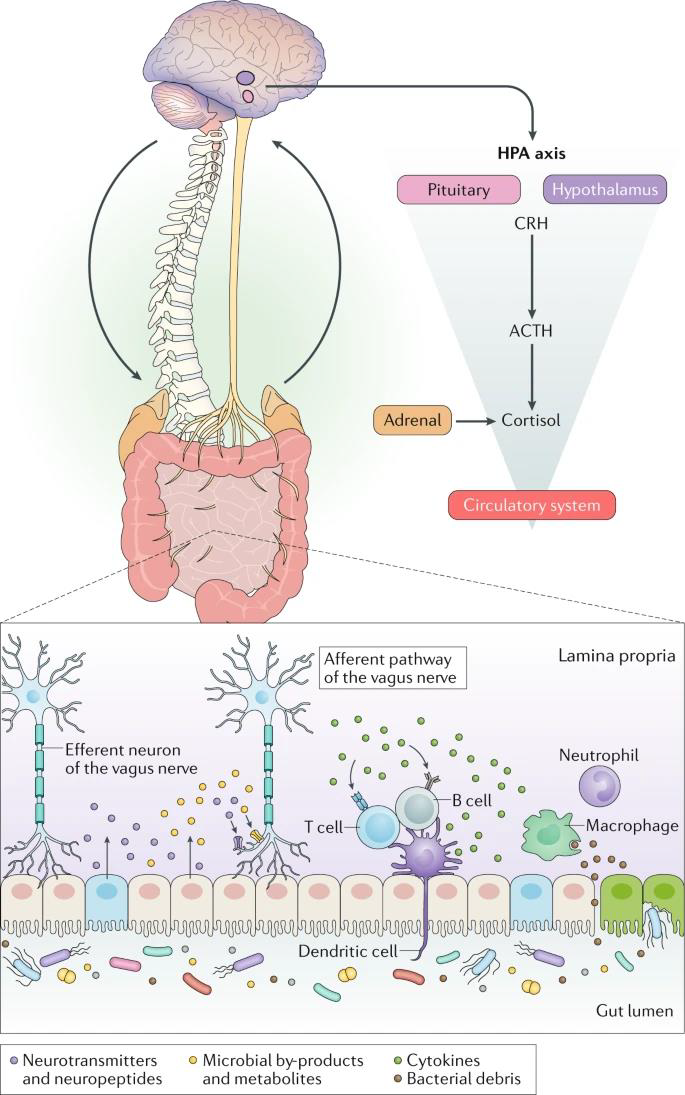 HPA axis
Pituitary
Hypothalamus
CRH
ACTH
Adrenal
Cortisol
Circulatory system
Afferent pathway
of the vagus nerve
Lamina propria
Efferent neuron
of the vagus nerve
Neutrophil
B cell
T cell
Macrophage
Dendritic cell
Gut lumen
Neurotransmitters
and neuropeptides
Microbial by-products
and metabolites
Cytokines
Bacterial debris